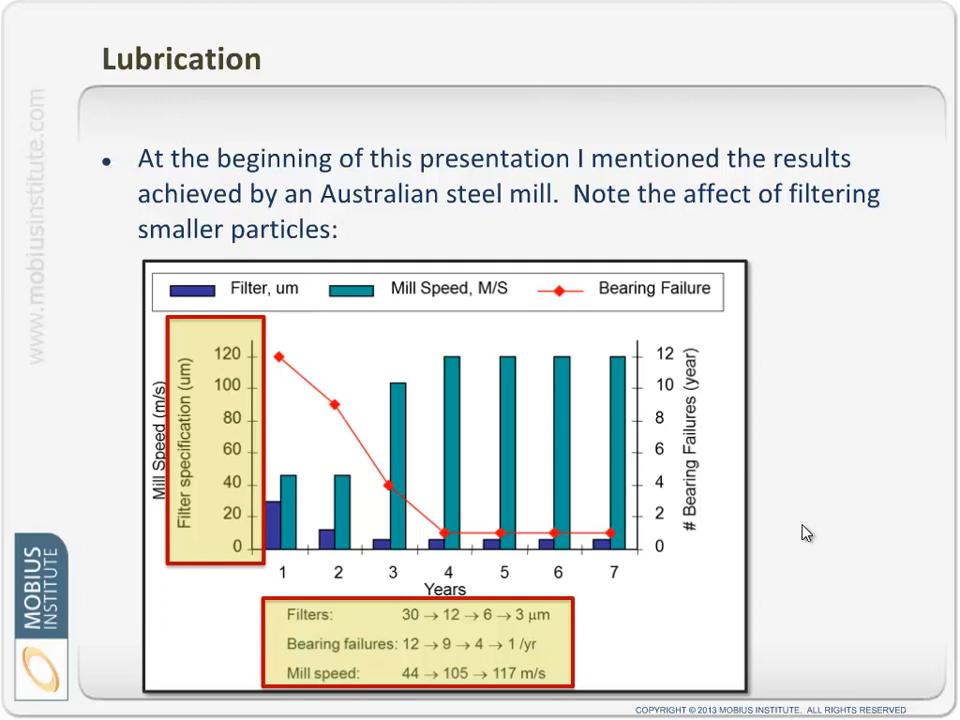 Lubrication
www.mobiusinstitute.com
• At the beginning of this presentation I mentioned the results
achieved by an Australian steel mill. Note the affect of filtering
smaller particles:
Filter, um Mill Speed, M/S Bearing Failure
Mill Speed (m/s)
Filter specification (um)
120
100
80
60
40
20
0
12
10
8
6
4
2
0
# Bearing Failures (year)
1 2 3 4 5 6 7
Years
Filters: 30 → 12 → 6 → 3 µm
Bearing failures: 12 → 9 → 4 → 1 /yr
Mill speed: 44 → 105 → 117 m/s
MOBIUS
INSTITUTE
COPYRIGHT © 2013 MOBIUS INSTITUTE. ALL RIGHTS RESERVED